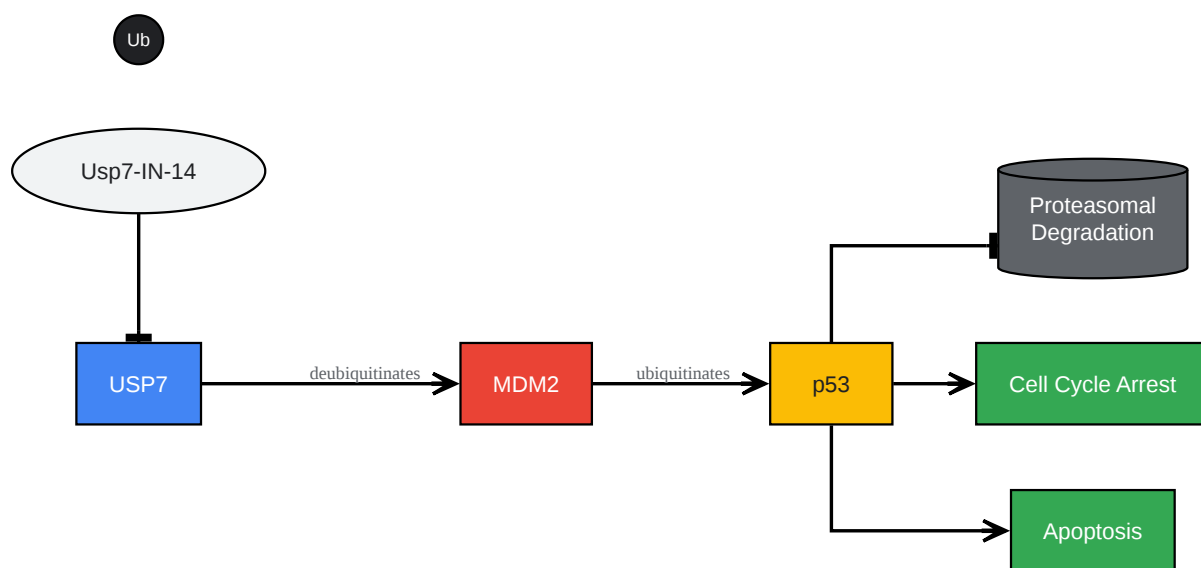 Ub
Usp7-IN-14
Proteasomal
Degradation
USP7
deubiquitinates
MDM2
ubiquitinates
p53
Cell Cycle Arrest
Apoptosis